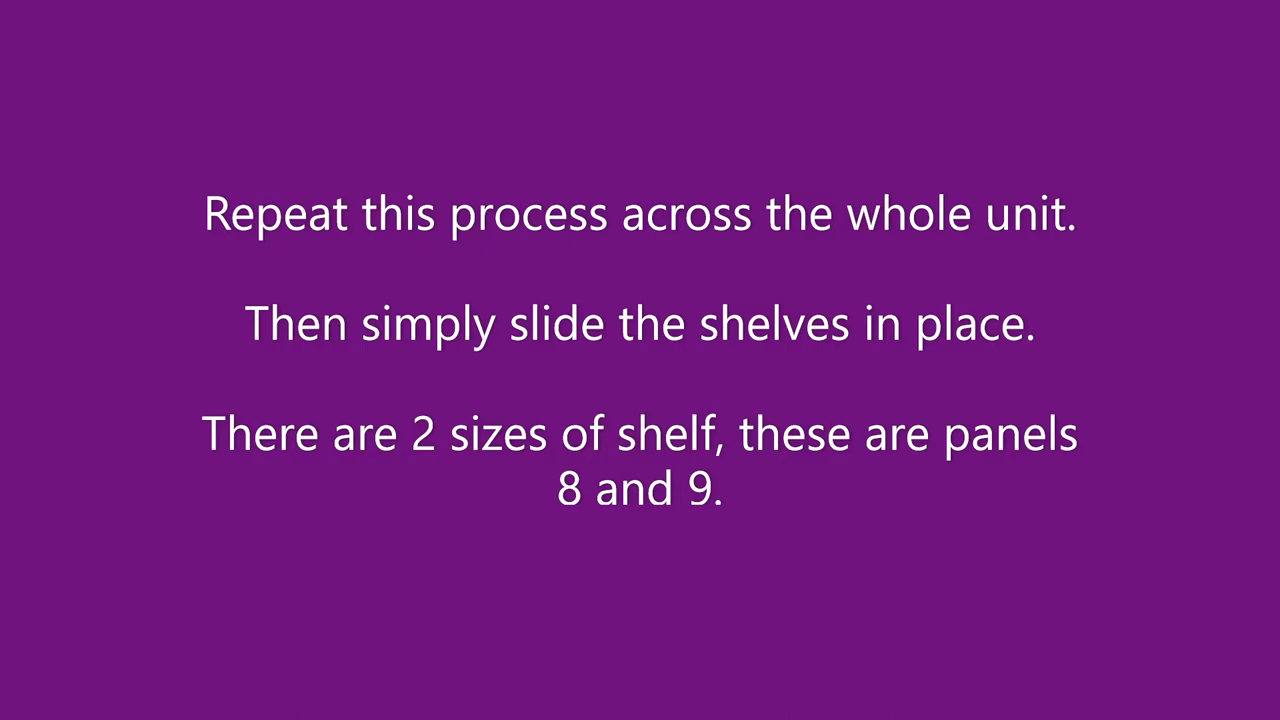 Repeat this process across the whole unit.
Then simply slide the shelves in place.
There are 2 sizes of shelf, these are panels
8 and 9.